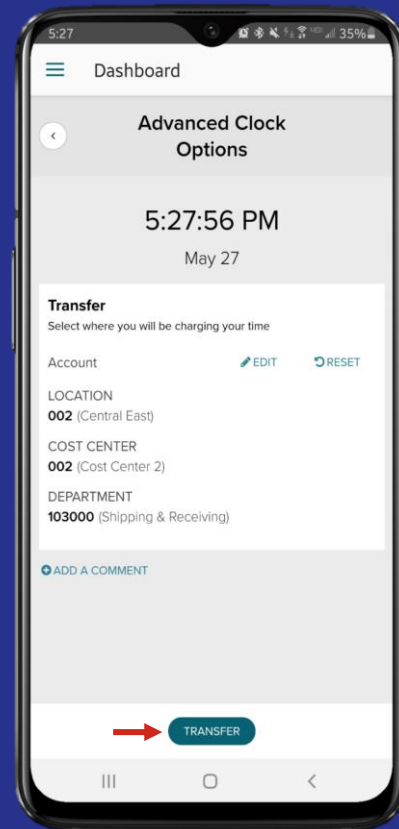 5:27 35%
Dashboard
Advanced Clock
Options
5:27:56 PM
May 27
Transfer
Select where you will be charging your time
Account EDIT RESET
LOCATION
002 (Central East)
COST CENTER
002 (Cost Center 2)
DEPARTMENT
103000 (Shipping & Receiving)
ADD A COMMENT
TRANSFER